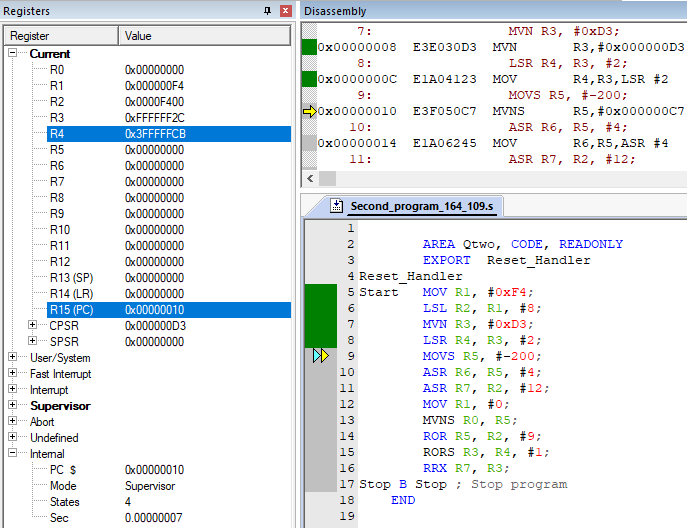 Registers
Register Value
Current
R0 0x00000000
R1 0x000000F4
R2 0x0000F400
R3 0xFFFFFF2C
R4 0x3FFFFFCB
R5 0x00000000
R6 0x00000000
R7 0x00000000
R8 0x00000000
R9 0x00000000
R10 0x00000000
R11 0x00000000
R12 0x00000000
R13 (SP) 0x00000000
R14 (LR) 0x00000000
R15 (PC) 0x00000010
CPSR 0x000000D3
SPSR 0x00000000
User/System
Fast Interrupt
Interrupt
Supervisor
Abort
Undefined
Internal
PC $ 0x00000010
Mode Supervisor
States 4
Sec 0.00000007
Disassembly
7: MVN R3, #0xD3;
0x00000008 E3E030D3 MVN R3,#0x000000D3
8: LSR R4, R3, #2;
0x0000000C E1A04123 MOV R4,R3,LSR #2
9: MOVS R5, #-200;
0x00000010 E3F050C7 MVNS R5,#0x000000C7
10: ASR R6, R5, #4;
0x00000014 E1A06245 MOV R6,R5,ASR #4
11: ASR R7, R2, #12;
Second_program_164_109.s
1
2 AREA Qtwo, CODE, READONLY
3 EXPORT Reset_Handler
4 Reset_Handler
5 Start MOV R1, #0xF4;
6 LSL R2, R1, #8;
7 MVN R3, #0xD3;
8 LSR R4, R3, #2;
9 MOVS R5, #-200;
10 ASR R6, R5, #4;
11 ASR R7, R2, #12;
12 MOV R1, #0;
13 MVNS R0, R5;
14 ROR R5, R2, #9;
15 RORS R3, R4, #1;
16 RRX R7, R3;
17 Stop B Stop ; Stop program
18 END
19